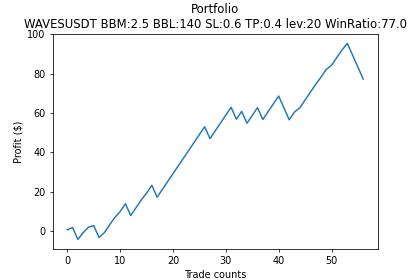 Portfolio
WAVESUSDT BBM:2.5 BBL:140 SL:0.6 TP:0.4 lev:20 WinRatio:77.0
100
80
60
40
20
0
Profit ($)
0 10 20 30 40 50
Trade counts